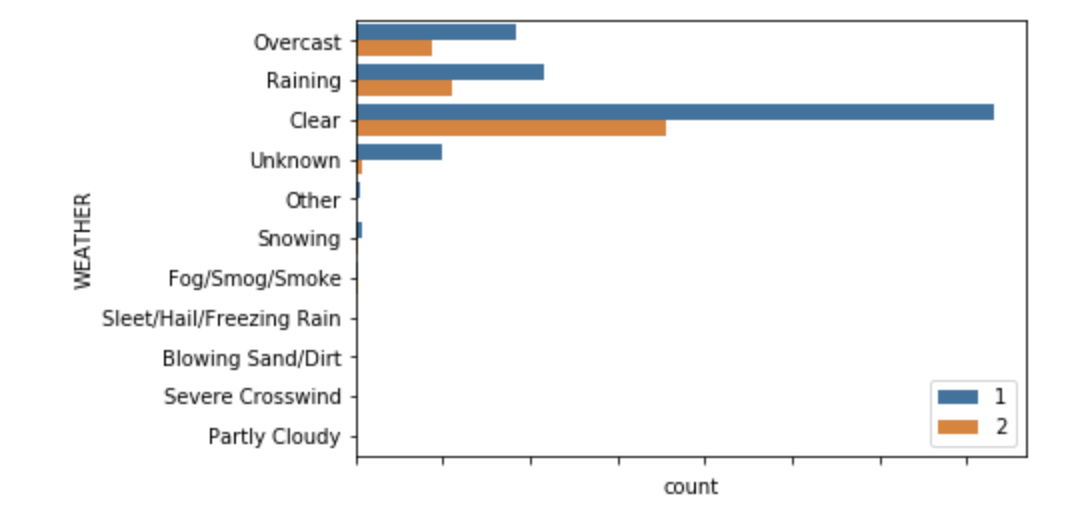 Overcast
Raining
Clear
Unknown
Other
Snowing
Fog/Smog/Smoke
Sleet/Hail/Freezing Rain
Blowing Sand/Dirt
Severe Crosswind
Partly Cloudy
WEATHER
count
1
2